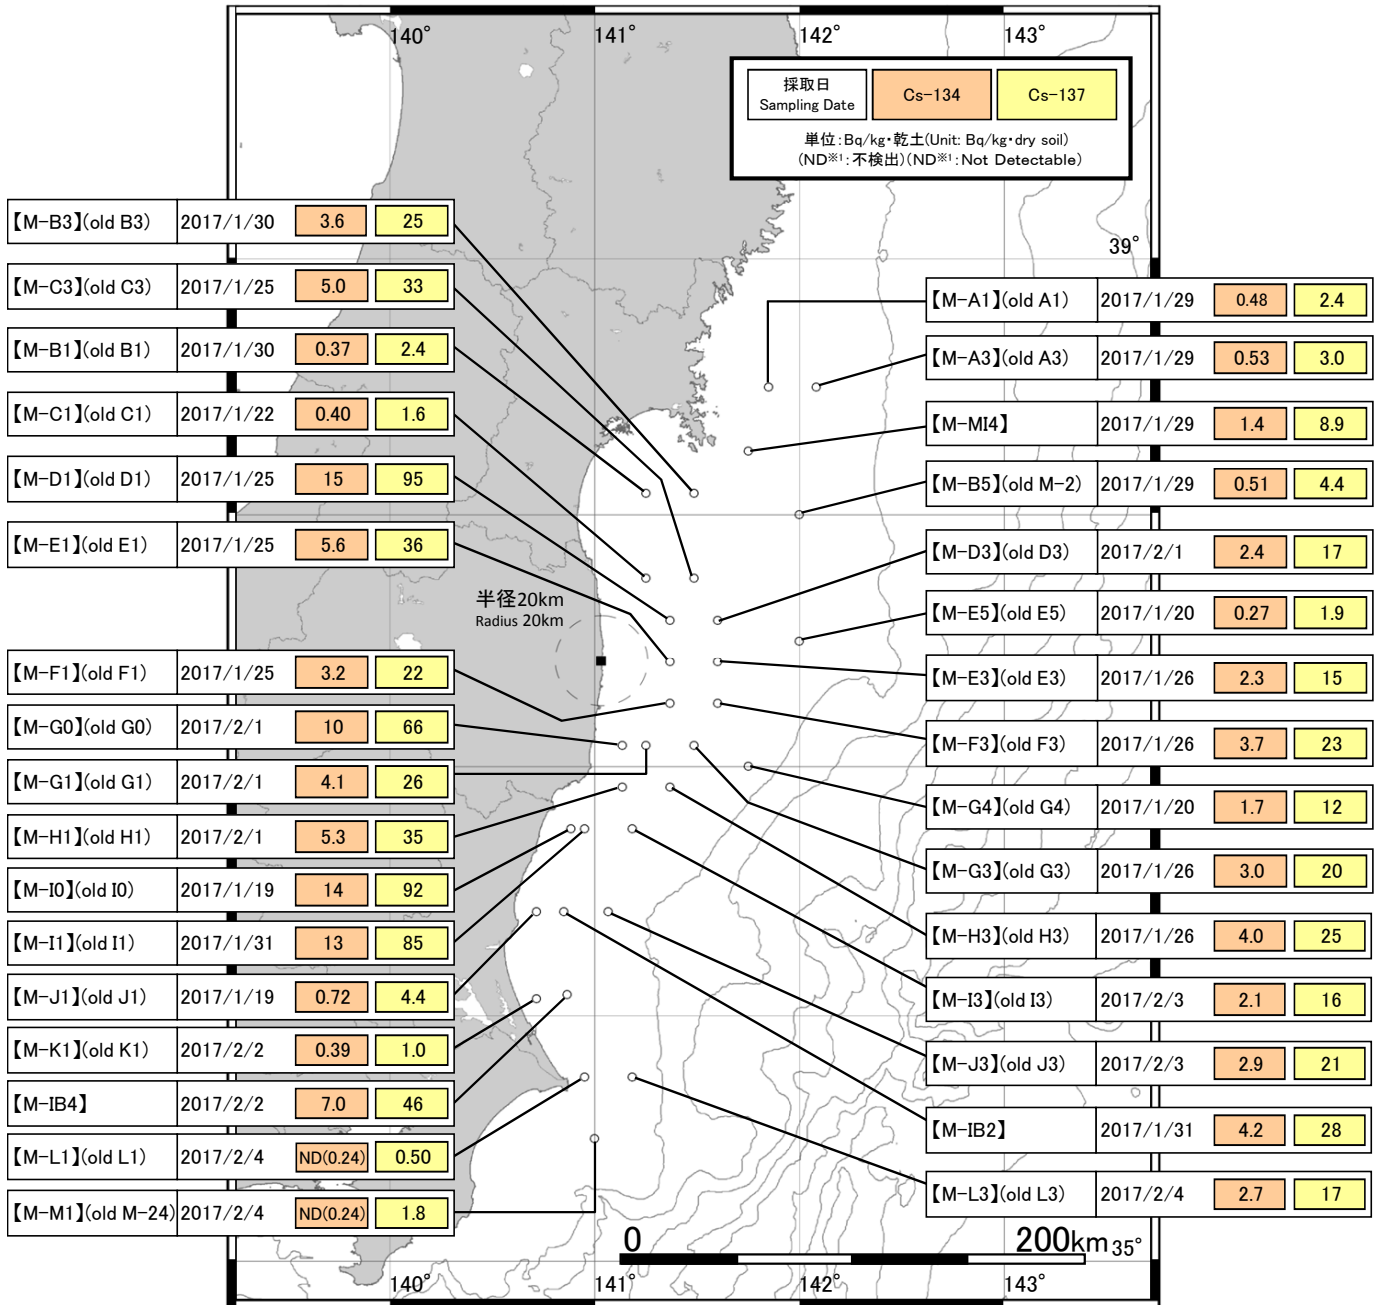 140° 141° 142° 143°
採取日
Sampling Date
Cs-134
Cs-137
単位:Bq/kg・乾土(Unit: Bq/kg・dry soil)
(ND※1:不検出)(ND※1:Not Detectable)
39°
【M-B3】(old B3) 2017/1/30 3.6 25
【M-C3】(old C3) 2017/1/25 5.0 33
【M-B1】(old B1) 2017/1/30 0.37 2.4
【M-C1】(old C1) 2017/1/22 0.40 1.6
【M-D1】(old D1) 2017/1/25 15 95
【M-E1】(old E1) 2017/1/25 5.6 36
半径20km
Radius 20km
【M-F1】(old F1) 2017/1/25 3.2 22
【M-G0】(old G0) 2017/2/1 10 66
【M-G1】(old G1) 2017/2/1 4.1 26
【M-H1】(old H1) 2017/2/1 5.3 35
【M-I0】(old I0) 2017/1/19 14 92
【M-I1】(old I1) 2017/1/31 13 85
【M-J1】(old J1) 2017/1/19 0.72 4.4
【M-K1】(old K1) 2017/2/2 0.39 1.0
【M-IB4】 2017/2/2 7.0 46
【M-L1】(old L1) 2017/2/4 ND(0.24) 0.50
【M-M1】(old M-24) 2017/2/4 ND(0.24) 1.8
【M-A1】(old A1) 2017/1/29 0.48 2.4
【M-A3】(old A3) 2017/1/29 0.53 3.0
【M-MI4】 2017/1/29 1.4 8.9
【M-B5】(old M-2) 2017/1/29 0.51 4.4
【M-D3】(old D3) 2017/2/1 2.4 17
【M-E5】(old E5) 2017/1/20 0.27 1.9
【M-E3】(old E3) 2017/1/26 2.3 15
【M-F3】(old F3) 2017/1/26 3.7 23
【M-G4】(old G4) 2017/1/20 1.7 12
【M-G3】(old G3) 2017/1/26 3.0 20
【M-H3】(old H3) 2017/1/26 4.0 25
【M-I3】(old I3) 2017/2/3 2.1 16
【M-J3】(old J3) 2017/2/3 2.9 21
【M-IB2】 2017/1/31 4.2 28
【M-L3】(old L3) 2017/2/4 2.7 17
0 200km 35°
140° 141° 142° 143°